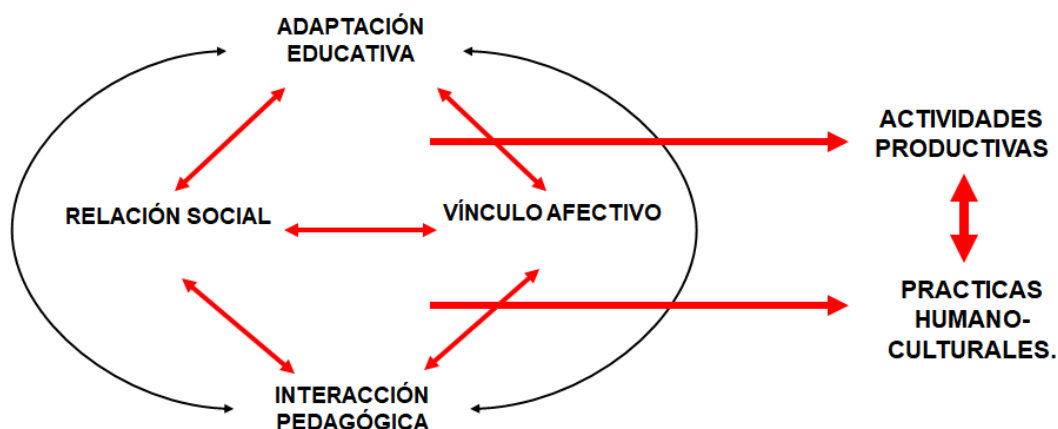 ADAPTACIÓN
EDUCATIVA
ACTIVIDADES
PRODUCTIVAS
RELACIÓN SOCIAL
VÍNCULO AFECTIVO
PRACTICAS
HUMANO-
CULTURALES.
INTERACCIÓN
PEDAGÓGICA